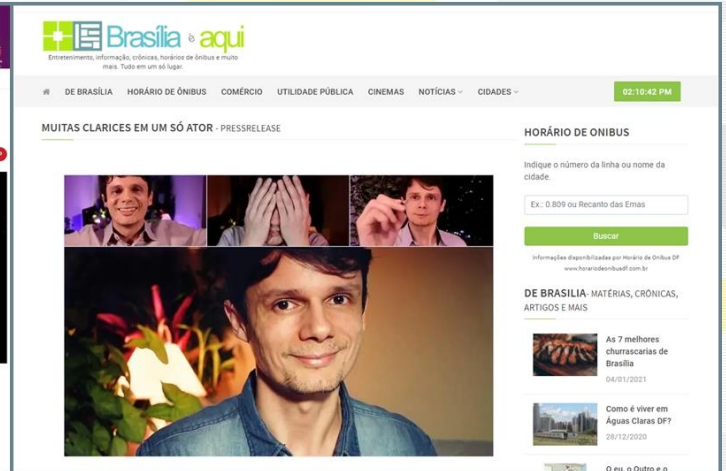 Brasília é aqui
Entretenimento, informação, crônicas, horários de ônibus e muito
mais. Tudo em um só lugar.
DE BRASÍLIA HORÁRIO DE ÔNIBUS COMÉRCIO UTILIDADE PÚBLICA CINEMAS NOTÍCIAS CIDADES 02:10:42 PM
MUITAS CLARICES EM UM SÓ ATOR - PRESSRELEASE
HORÁRIO DE ONIBUS
Indique o número da linha ou nome da
cidade.
Ex.: 0.809 ou Recanto das Emas
Buscar
Informações disponibilizadas por Horário de Ônibus DF
www.horariodeonibusdf.com.br
DE BRASILIA- MATÉRIAS, CRÔNICAS,
ARTIGOS E MAIS
As 7 melhores
churrascarias de
Brasília
04/01/2021
Como é viver em
Águas Claras DF?
28/12/2020
O eu, o Outro e o